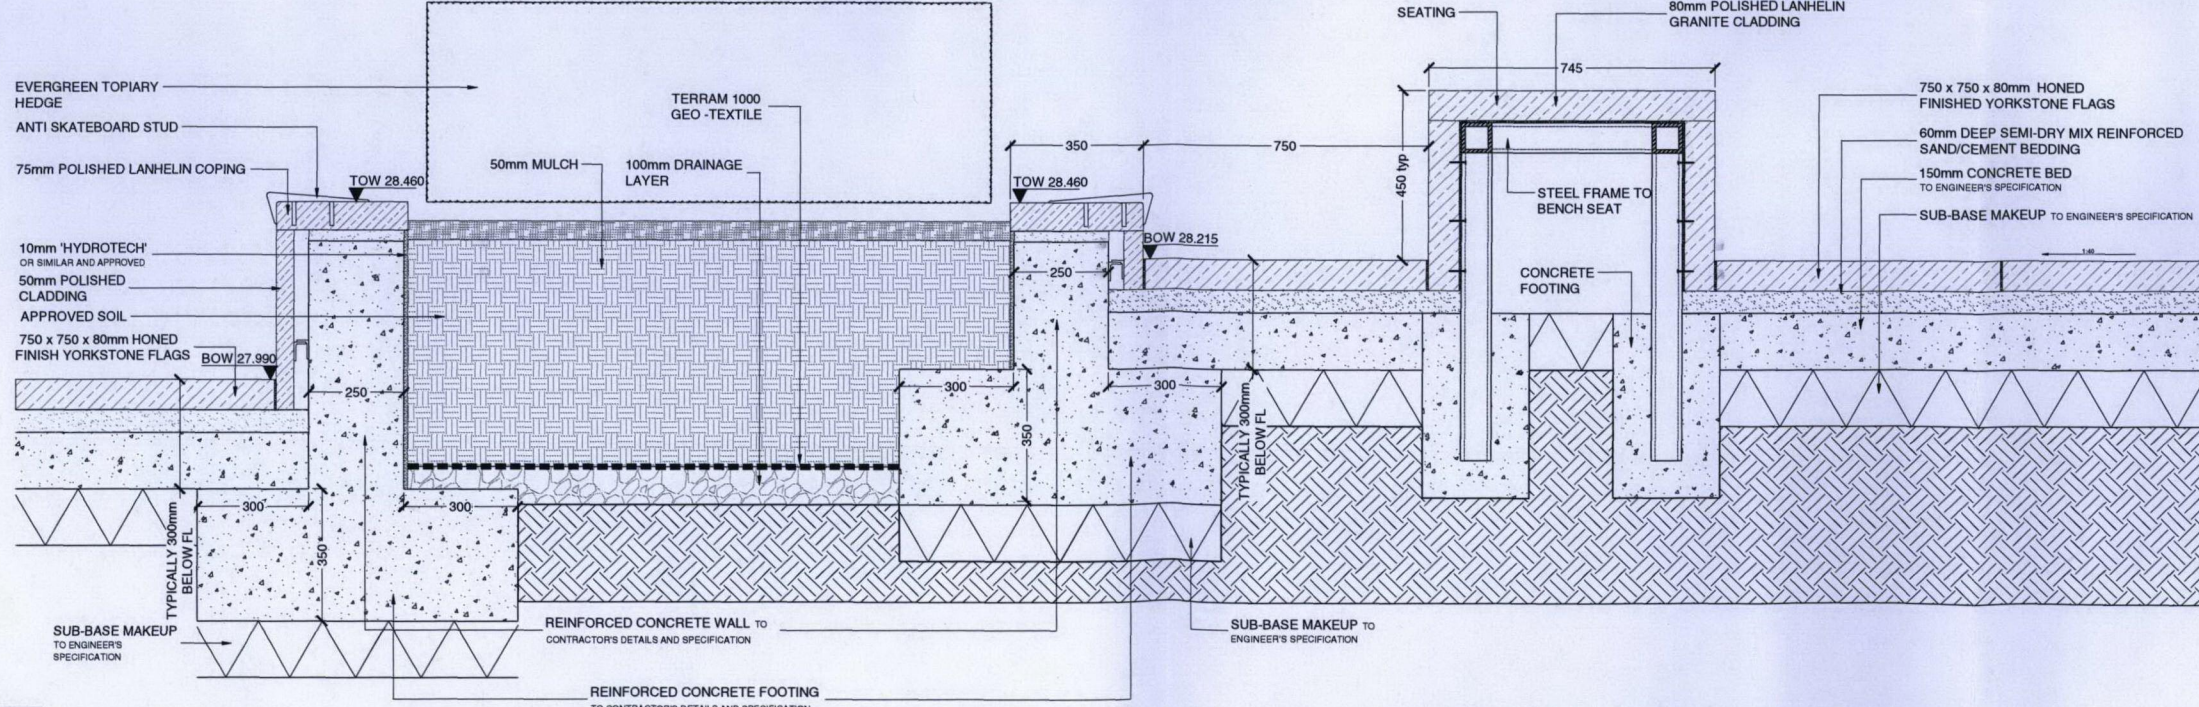 SEATING
80mm POLISHED LANHELIN
GRANITE CLADDING
745
EVERGREEN TOPIARY
HEDGE
ANTI SKATEBOARD STUD
75mm POLISHED LANHELIN COPING
TOW 28.460
10mm 'HYDROTECH'
OR SIMILAR AND APPROVED
50mm POLISHED
CLADDING
APPROVED SOIL
750 x 750 x 80mm HONED
FINISH YORKSTONE FLAGS
BOW 27.990
TERRAM 1000
GEO -TEXTILE
50mm MULCH
100mm DRAINAGE
LAYER
350
750
TOW 28.460
BOW 28.215
450 typ
STEEL FRAME TO
BENCH SEAT
CONCRETE
FOOTING
750 x 750 x 80mm HONED
FINISHED YORKSTONE FLAGS
60mm DEEP SEMI-DRY MIX REINFORCED
SAND/CEMENT BEDDING
150mm CONCRETE BED
TO ENGINEER'S SPECIFICATION
SUB-BASE MAKEUP TO ENGINEER'S SPECIFICATION
1:40
250
250
300
300
350
TYPICALLY 300mm
BELOW FL
300
300
350
TYPICALLY 300mm
BELOW FL
SUB-BASE MAKEUP
TO ENGINEER'S
SPECIFICATION
REINFORCED CONCRETE WALL TO
CONTRACTOR'S DETAILS AND SPECIFICATION
SUB-BASE MAKEUP TO
ENGINEER'S SPECIFICATION
REINFORCED CONCRETE FOOTING
TO CONTRACTOR'S DETAILS AND SPECIFICATION